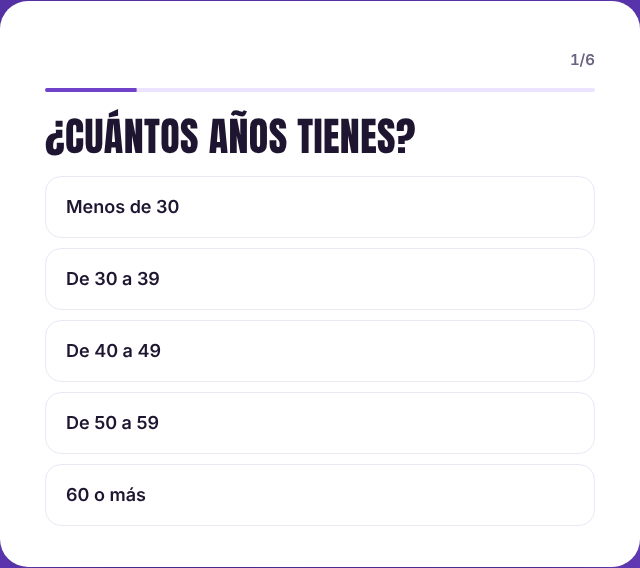 1/6
¿CUÁNTOS AÑOS TIENES?
Menos de 30
De 30 a 39
De 40 a 49
De 50 a 59
60 o más